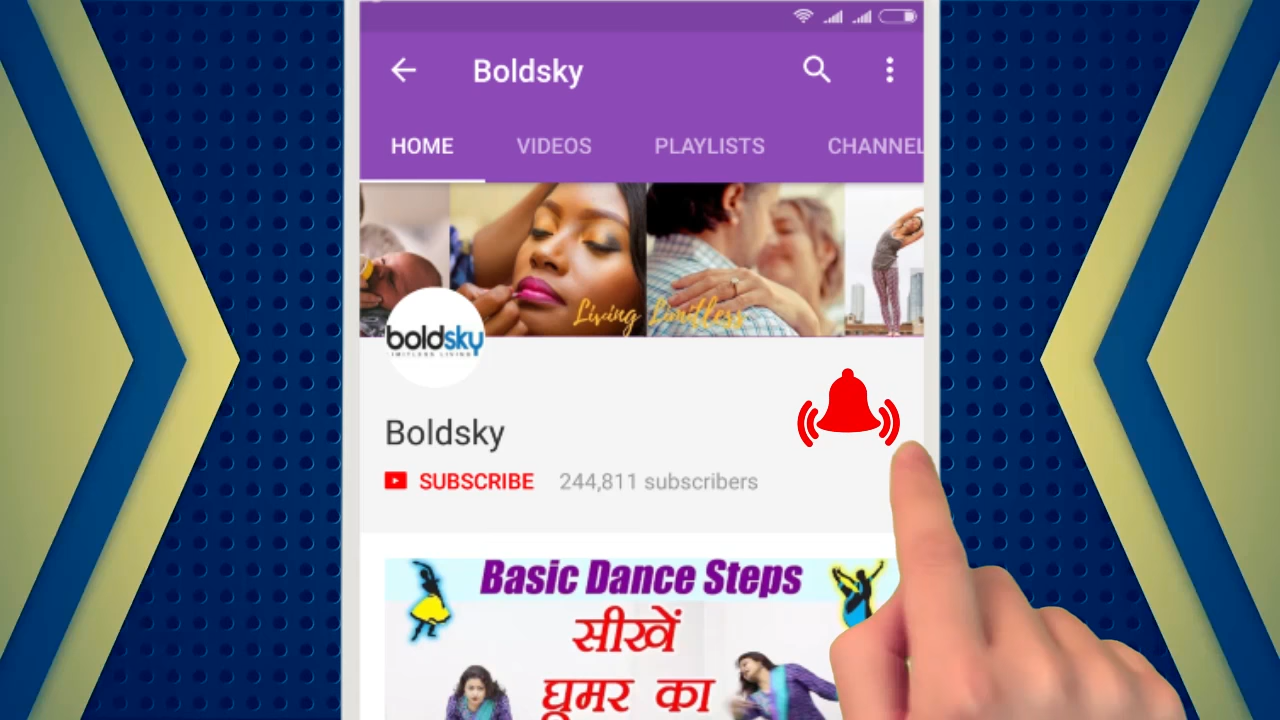 Boldsky
HOME VIDEOS PLAYLISTS CHANNEL
Living Limitless
boldsky
LIMITLESS LIVING
Boldsky
SUBSCRIBE 244,811 subscribers
Basic Dance Steps
सीखें
घूमर का